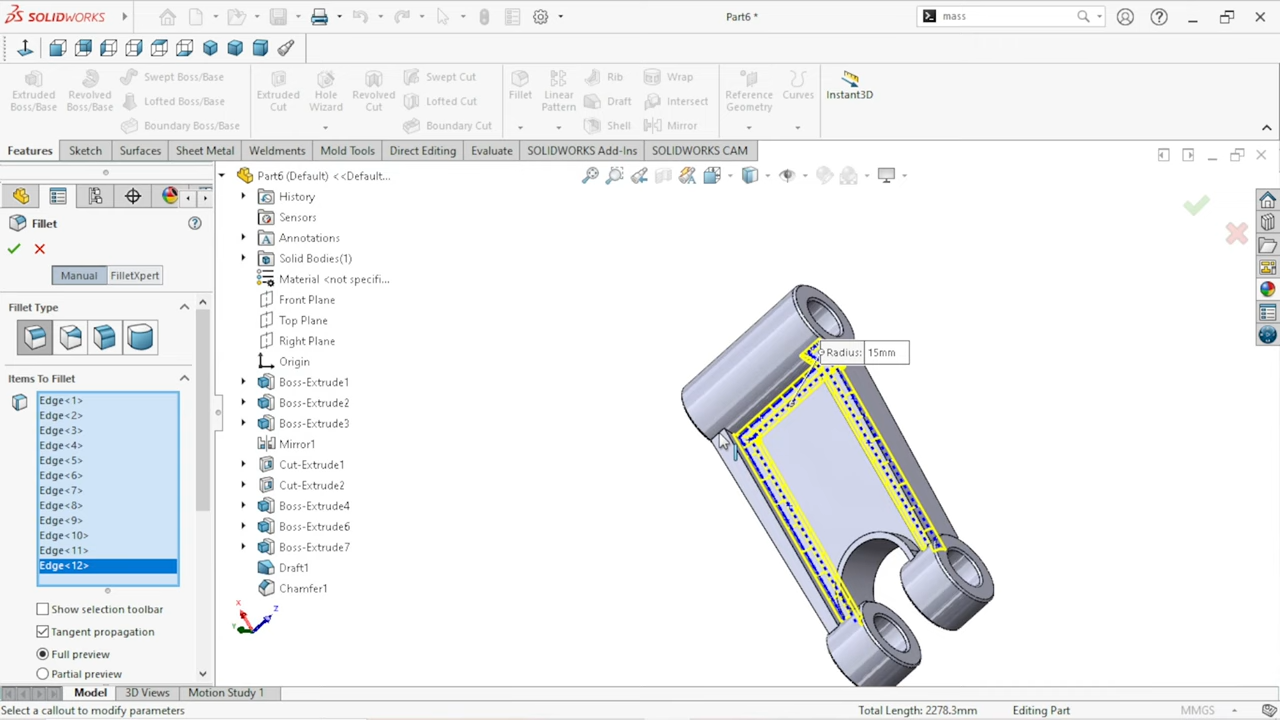 SOLIDWORKS
Part6 *
mass
Extruded Boss/Base
Revolved Boss/Base
Swept Boss/Base
Lofted Boss/Base
Boundary Boss/Base
Extruded Cut
Hole Wizard
Revolved Cut
Swept Cut
Lofted Cut
Boundary Cut
Fillet
Linear Pattern
Rib
Draft
Shell
Wrap
Intersect
Mirror
Reference Geometry
Curves
Instant3D
Features
Sketch
Surfaces
Sheet Metal
Weldments
Mold Tools
Direct Editing
Evaluate
SOLIDWORKS Add-Ins
SOLIDWORKS CAM
Fillet
Manual
FilletXpert
Fillet Type
Items To Fillet
Edge<1>
Edge<2>
Edge<3>
Edge<4>
Edge<5>
Edge<6>
Edge<7>
Edge<8>
Edge<9>
Edge<10>
Edge<11>
Edge<12>
Show selection toolbar
Tangent propagation
Full preview
Partial preview
Part6 (Default) <<Default...
History
Sensors
Annotations
Solid Bodies(1)
Material <not specifi...
Front Plane
Top Plane
Right Plane
Origin
Boss-Extrude1
Boss-Extrude2
Boss-Extrude3
Mirror1
Cut-Extrude1
Cut-Extrude2
Boss-Extrude4
Boss-Extrude6
Boss-Extrude7
Draft1
Chamfer1
Radius: 15mm
X
Y
Z
Model
3D Views
Motion Study 1
Select a callout to modify parameters
Total Length: 2278.3mm
Editing Part
MMGS